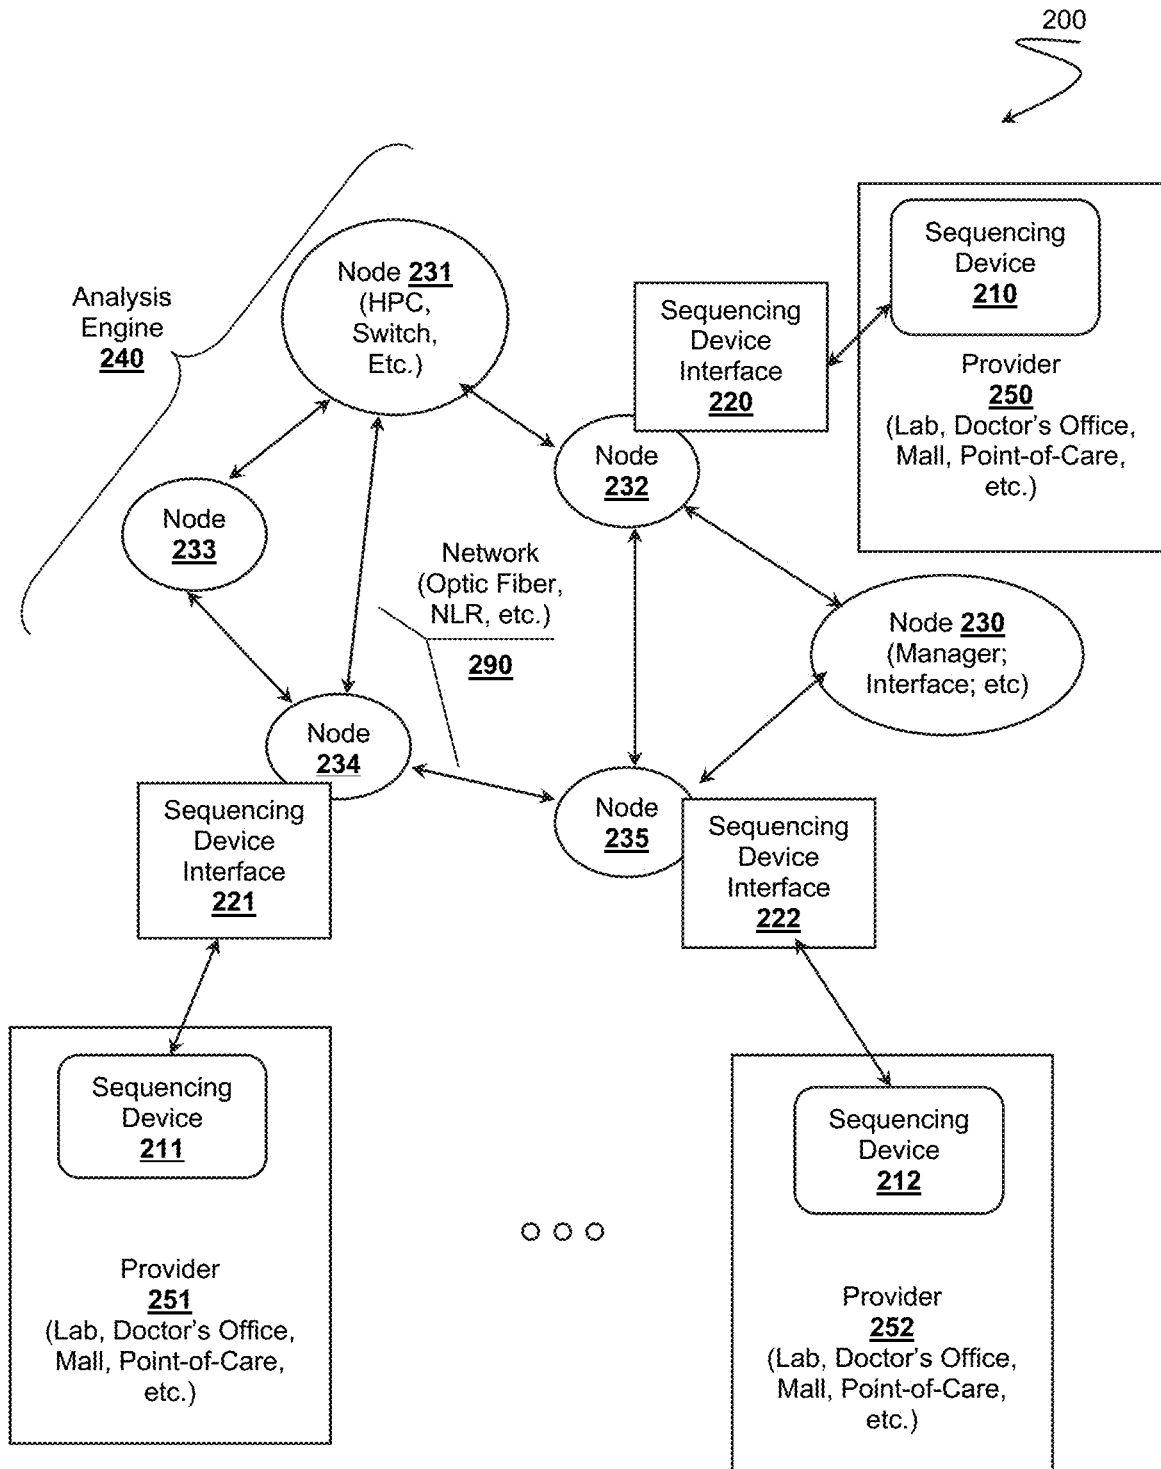 200
Sequencing
Device
210
Provider
250
(Lab, Doctor's Office,
Mall, Point-of-Care,
etc.)
Analysis
Engine
240
Node 231
(HPC,
Switch,
Etc.)
Sequencing
Device
Interface
220
Node
232
Node
233
Network
(Optic Fiber,
NLR, etc.)
290
Node 230
(Manager;
Interface; etc)
Node
234
Sequencing
Device
Interface
221
Node
235
Sequencing
Device
Interface
222
Sequencing
Device
211
Provider
251
(Lab, Doctor's Office,
Mall, Point-of-Care,
etc.)
Sequencing
Device
212
Provider
252
(Lab, Doctor's Office,
Mall, Point-of-Care,
etc.)